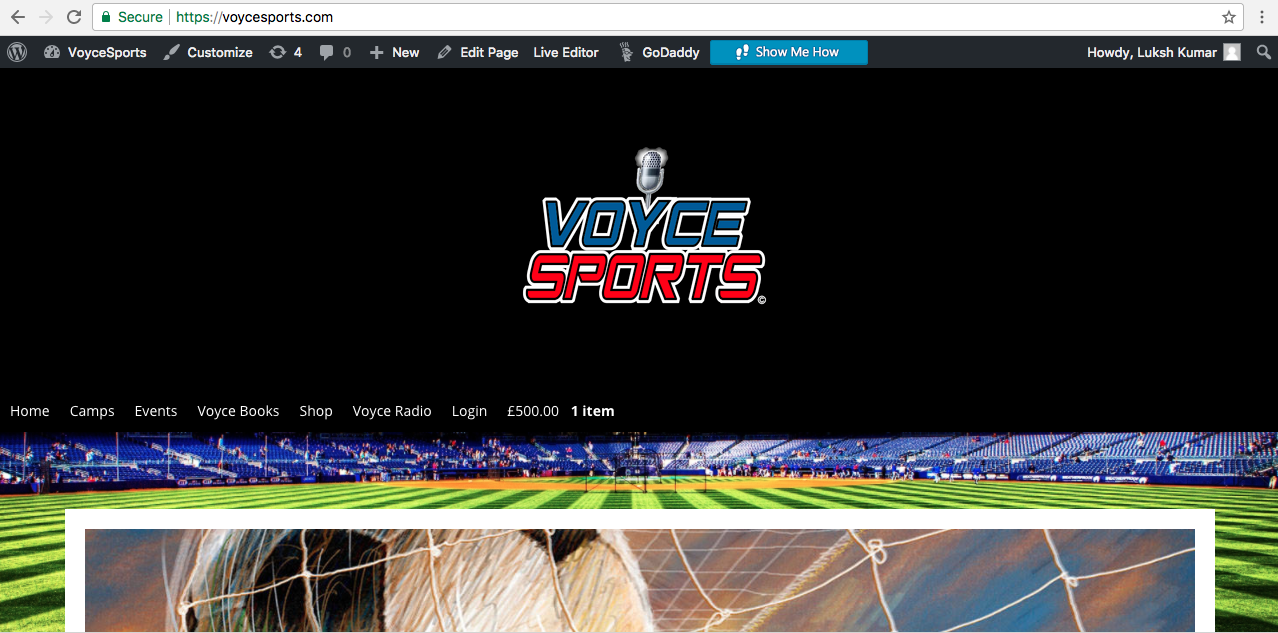 Secure https://voycesports.com
VoyceSports Customize 4 0 New Edit Page Live Editor GoDaddy Show Me How Howdy, Luksh Kumar
VOYCE
SPORTS
©
Home Camps Events Voyce Books Shop Voyce Radio Login £500.00 1 item